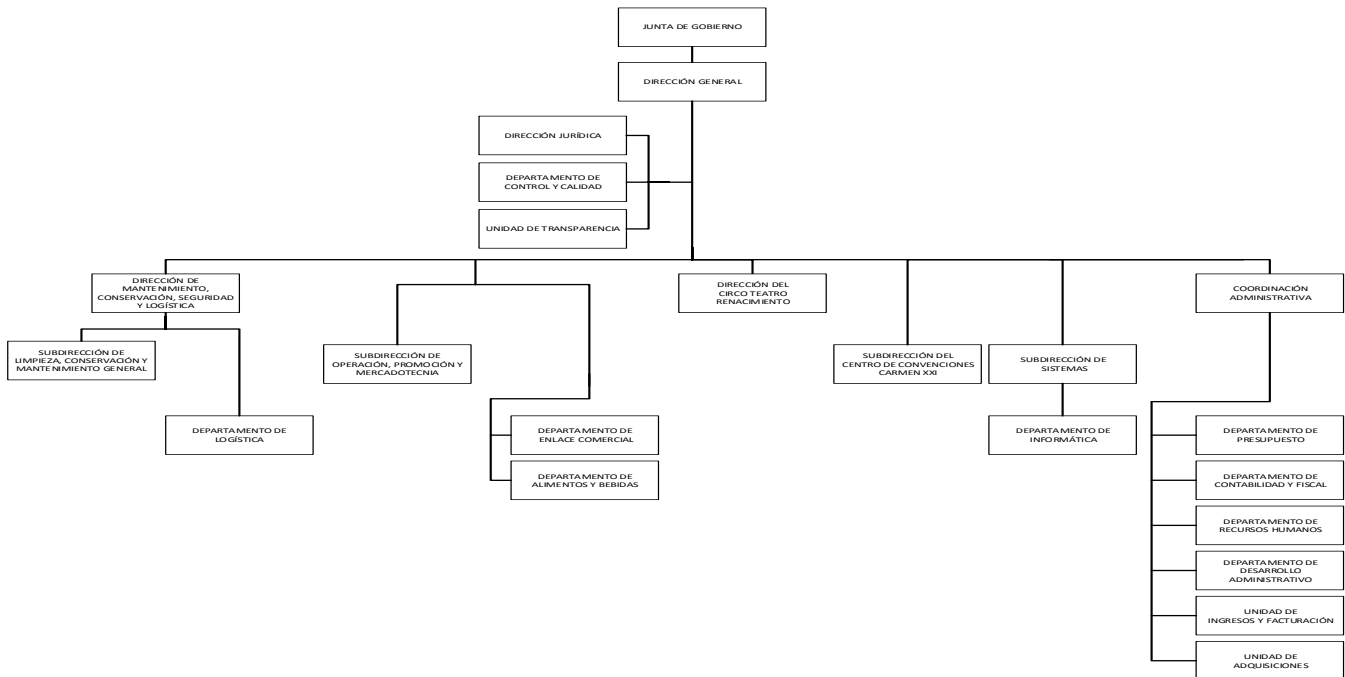 JUNTA DE GOBIERNO
DIRECCIÓN GENERAL
DIRECCIÓN JURÍDICA
DEPARTAMENTO DE
CONTROL Y CALIDAD
UNIDAD DE TRANSPARENCIA
DIRECCIÓN DE
MANTENIMIENTO,
CONSERVACIÓN, SEGURIDAD
Y LOGÍSTICA
DIRECCIÓN DEL
CIRCO TEATRO
RENACIMIENTO
COORDINACIÓN
ADMINISTRATIVA
SUBDIRECCIÓN DE
LIMPIEZA, CONSERVACIÓN Y
MANTENIMIENTO GENERAL
SUBDIRECCIÓN DE
OPERACIÓN, PROMOCIÓN Y
MERCADOTECNIA
SUBDIRECCIÓN DEL
CENTRO DE CONVENCIONES
CARMEN XXI
SUBDIRECCIÓN DE
SISTEMAS
DEPARTAMENTO DE
LOGÍSTICA
DEPARTAMENTO DE
ENLACE COMERCIAL
DEPARTAMENTO DE
ALIMENTOS Y BEBIDAS
DEPARTAMENTO DE
INFORMÁTICA
DEPARTAMENTO DE
PRESUPUESTO
DEPARTAMENTO DE
CONTABILIDAD Y FISCAL
DEPARTAMENTO DE
RECURSOS HUMANOS
DEPARTAMENTO DE
DESARROLLO
ADMINISTRATIVO
UNIDAD DE
INGRESOS Y FACTURACIÓN
UNIDAD DE
ADQUISICIONES